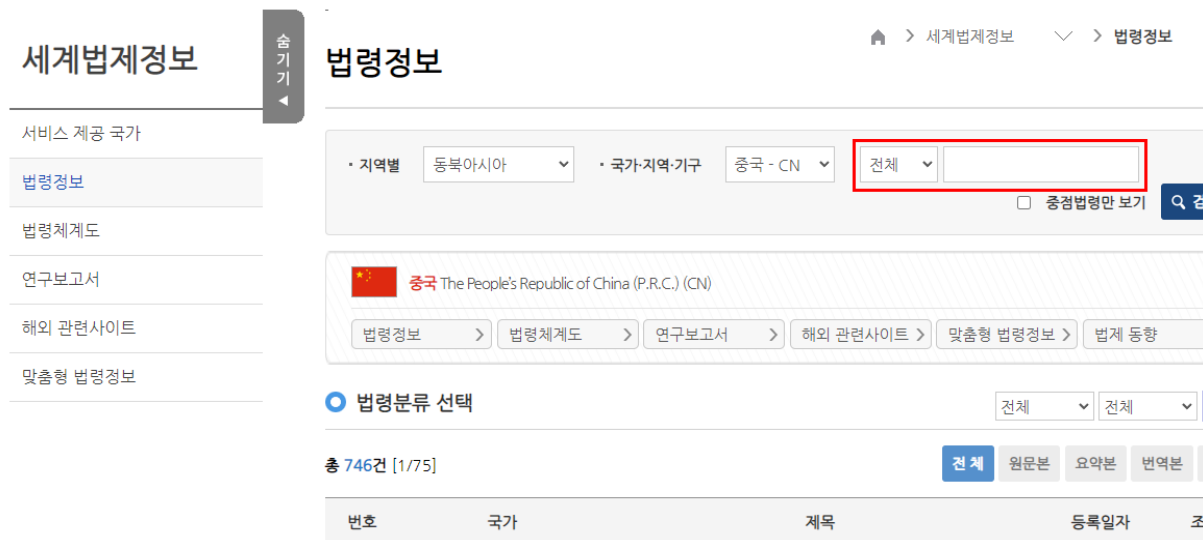 세계법제정보
숨기기 ◀
서비스 제공 국가
법령정보
법령체계도
연구보고서
해외 관련사이트
맞춤형 법령정보
세계법제정보 > 법령정보
법령정보
· 지역별 동북아시아 · 국가·지역·기구 중국 - CN 전체
중점법령만 보기
중국 The People's Republic of China (P.R.C.) (CN)
법령정보 > 법령체계도 > 연구보고서 > 해외 관련사이트 > 맞춤형 법령정보 > 법제 동향
법령분류 선택 전체 전체
총 746건 [1/75] 전체 원문본 요약본 번역본
번호 국가 제목 등록일자